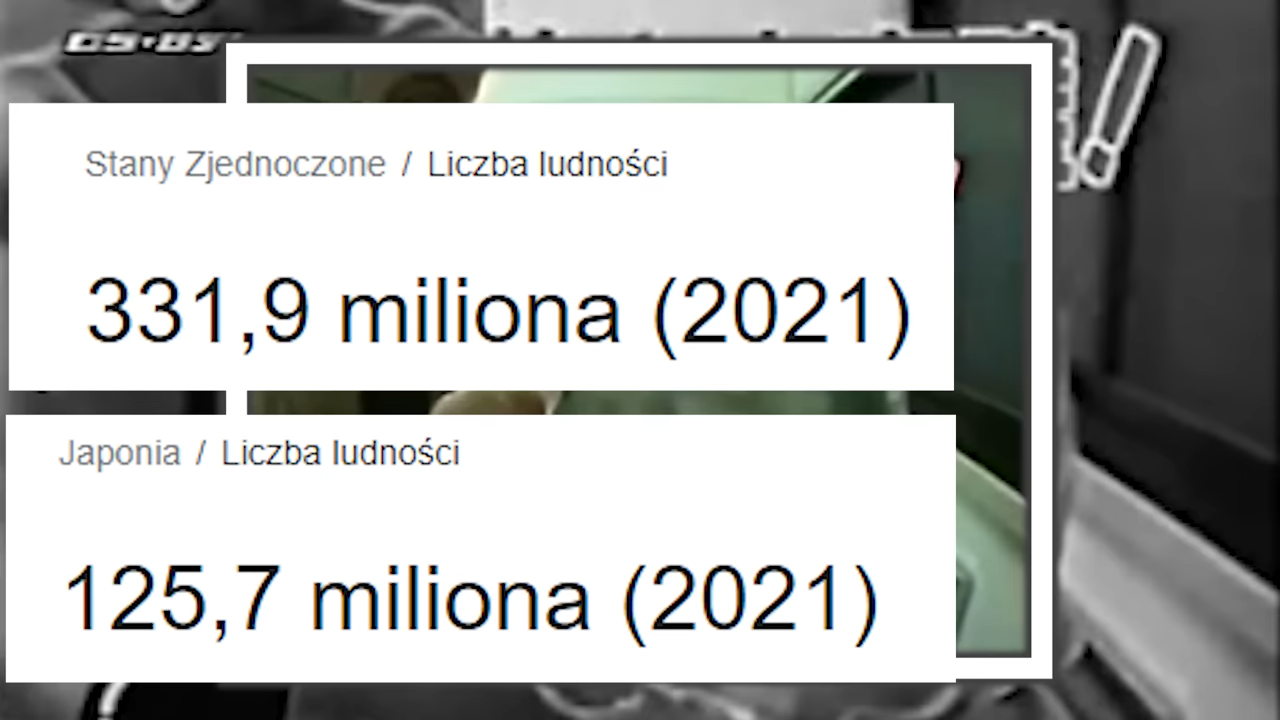 Stany Zjednoczone / Liczba ludności
331,9 miliona (2021)
Japonia / Liczba ludności
125,7 miliona (2021)